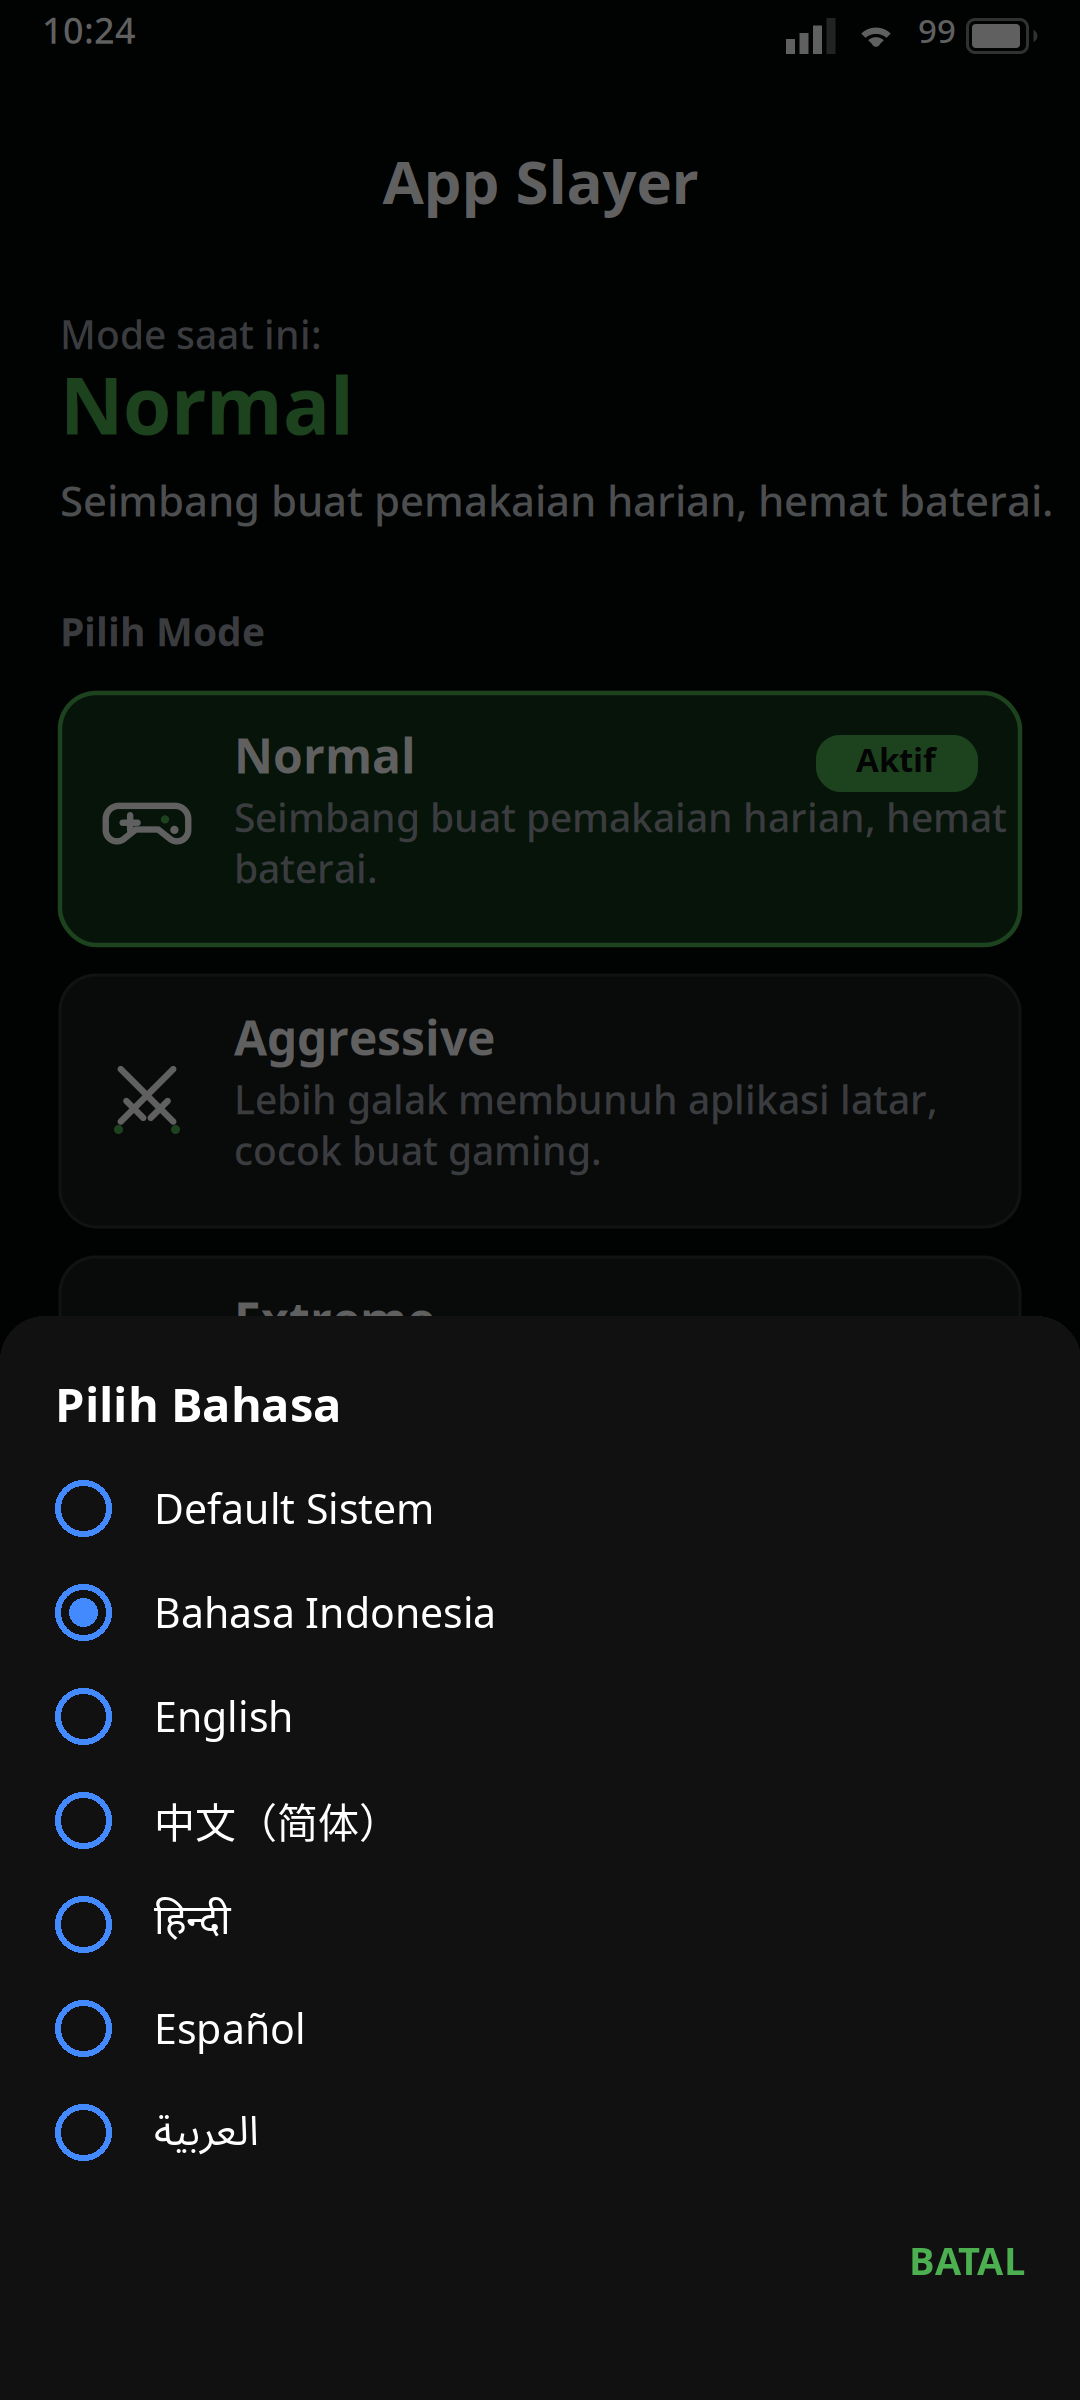 10:24
99
App Slayer
Mode saat ini:
Normal
Seimbang buat pemakaian harian, hemat baterai.
Pilih Mode
Normal
Aktif
Seimbang buat pemakaian harian, hemat
baterai.
Aggressive
Lebih galak membunuh aplikasi latar,
cocok buat gaming.
Extreme
Pilih Bahasa
Default Sistem
Bahasa Indonesia
English
中文（简体）
हिन्दी
Español
العربية
BATAL